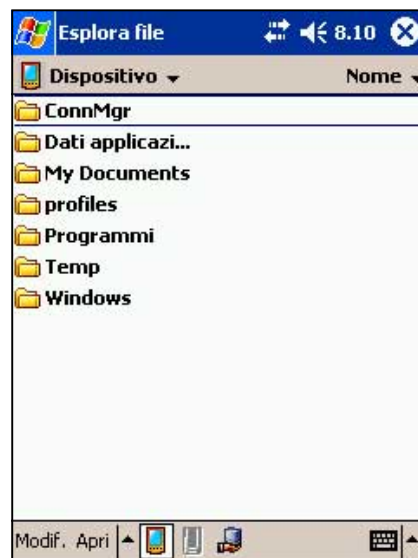 Esplora file 8.10
Dispositivo Nome
ConnMgr
Dati applicazi...
My Documents
profiles
Programmi
Temp
Windows
Modif. Apri